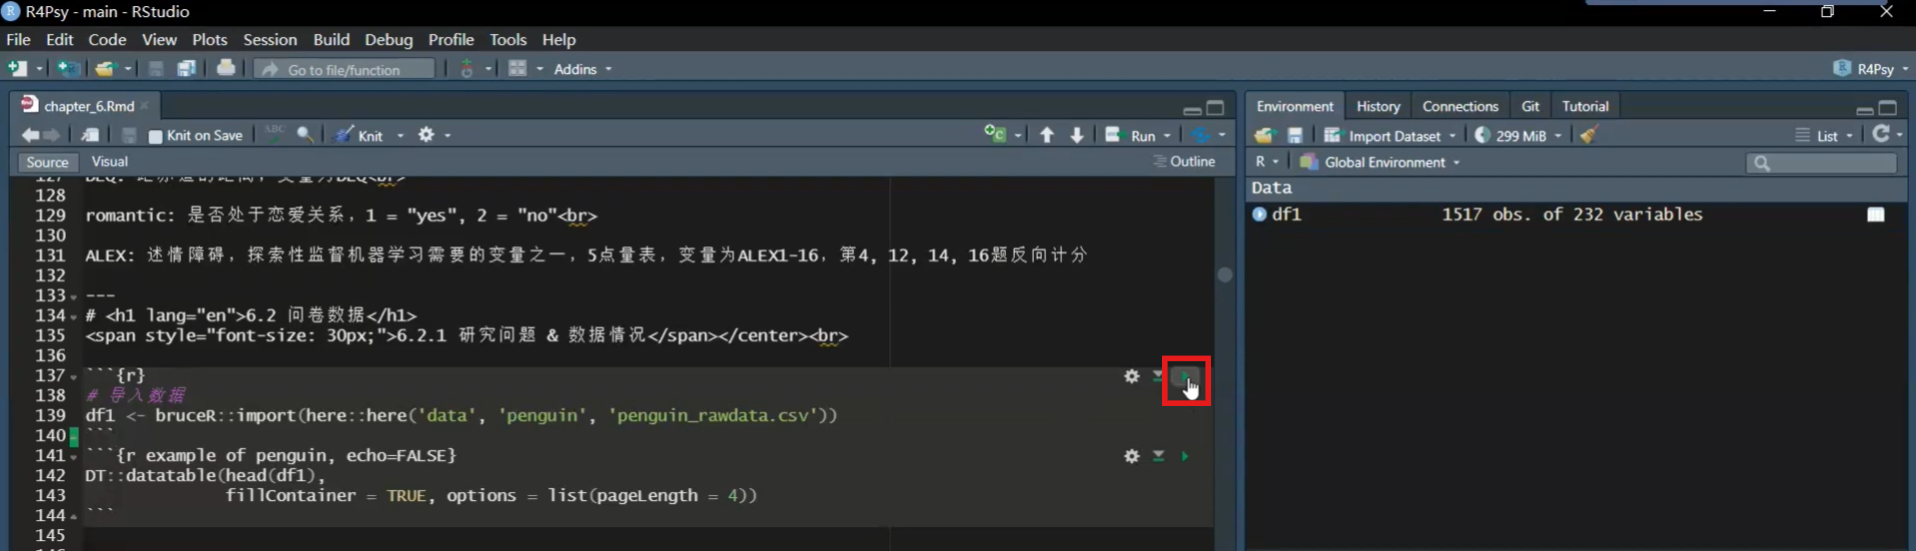 R4Psy - main - RStudio
File Edit Code View Plots Session Build Debug Profile Tools Help
Go to file/function Addins R4Psy
chapter_6.Rmd
Knit on Save ABC Knit Run
Source Visual Outline
127
128
129 romantic: 是否处于恋爱关系，1 = "yes", 2 = "no"<br>
130
131 ALEX: 述情障碍，探索性监督机器学习需要的变量之一，5点量表，变量为ALEX1-16，第4, 12, 14, 16题反向计分
132
133 ---
134 # <h1 lang="en">6.2 问卷数据</h1>
135 <span style="font-size: 30px;">6.2.1 研究问题 & 数据情况</span></center><br>
136
137 ```{r}
138 # 导入数据
139 df1 <- bruceR::import(here::here('data', 'penguin', 'penguin_rawdata.csv'))
140 ```
141 ```{r example of penguin, echo=FALSE}
142 DT::datatable(head(df1),
143 fillContainer = TRUE, options = list(pageLength = 4))
144 ```
145
Environment History Connections Git Tutorial
Import Dataset 299 MiB List
R Global Environment
Data
df1 1517 obs. of 232 variables